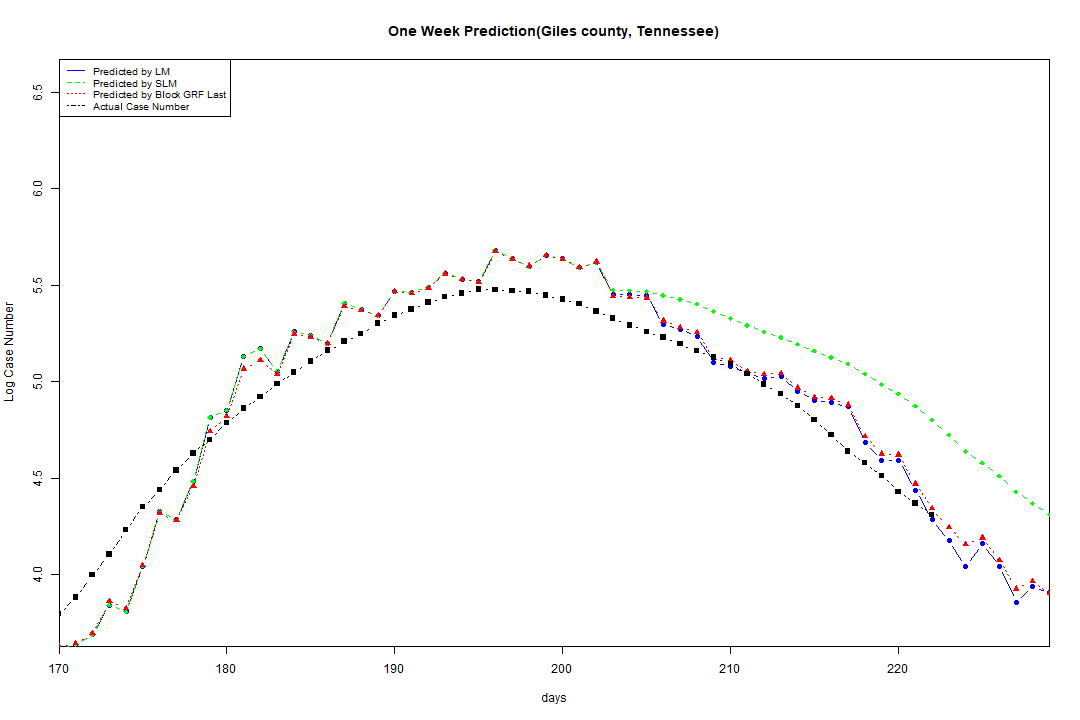 One Week Prediction(Giles county, Tennessee)
Predicted by LM
Predicted by SLM
Predicted by Block GRF Last
Actual Case Number
6.5
6.0
5.5
5.0
4.5
4.0
Log Case Number
170 180 190 200 210 220
days